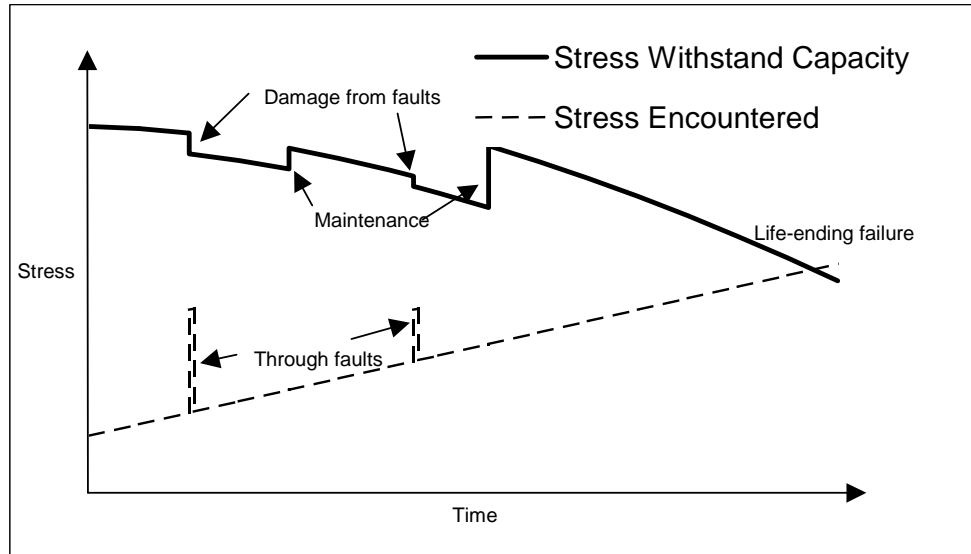 Stress Withstand Capacity
Damage from faults
Stress Encountered
Maintenance
Life-ending failure
Stress
Through faults
Time